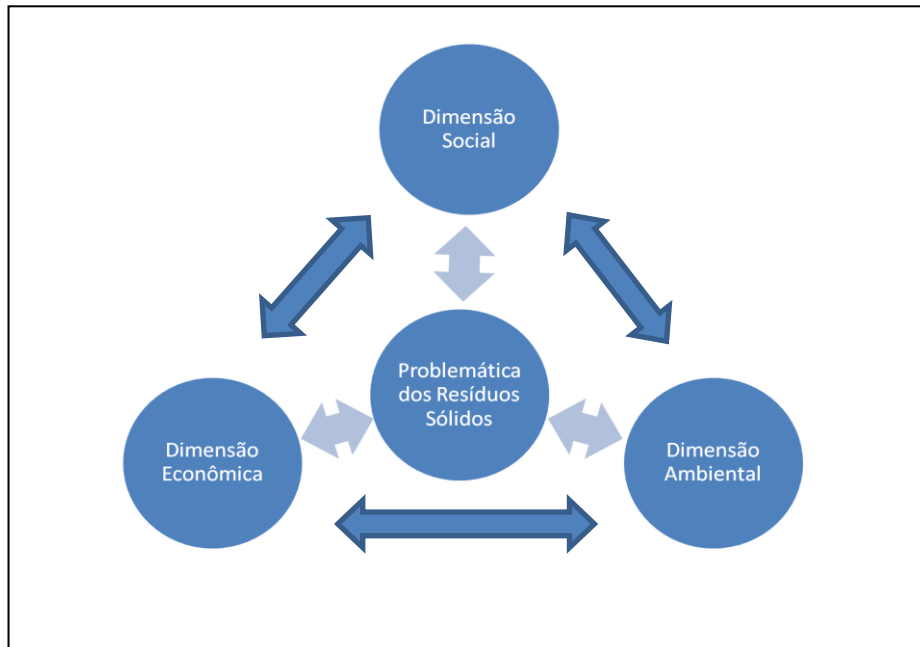 Dimensão
Social
Problemática
dos Resíduos
Sólidos
Dimensão
Econômica
Dimensão
Ambiental